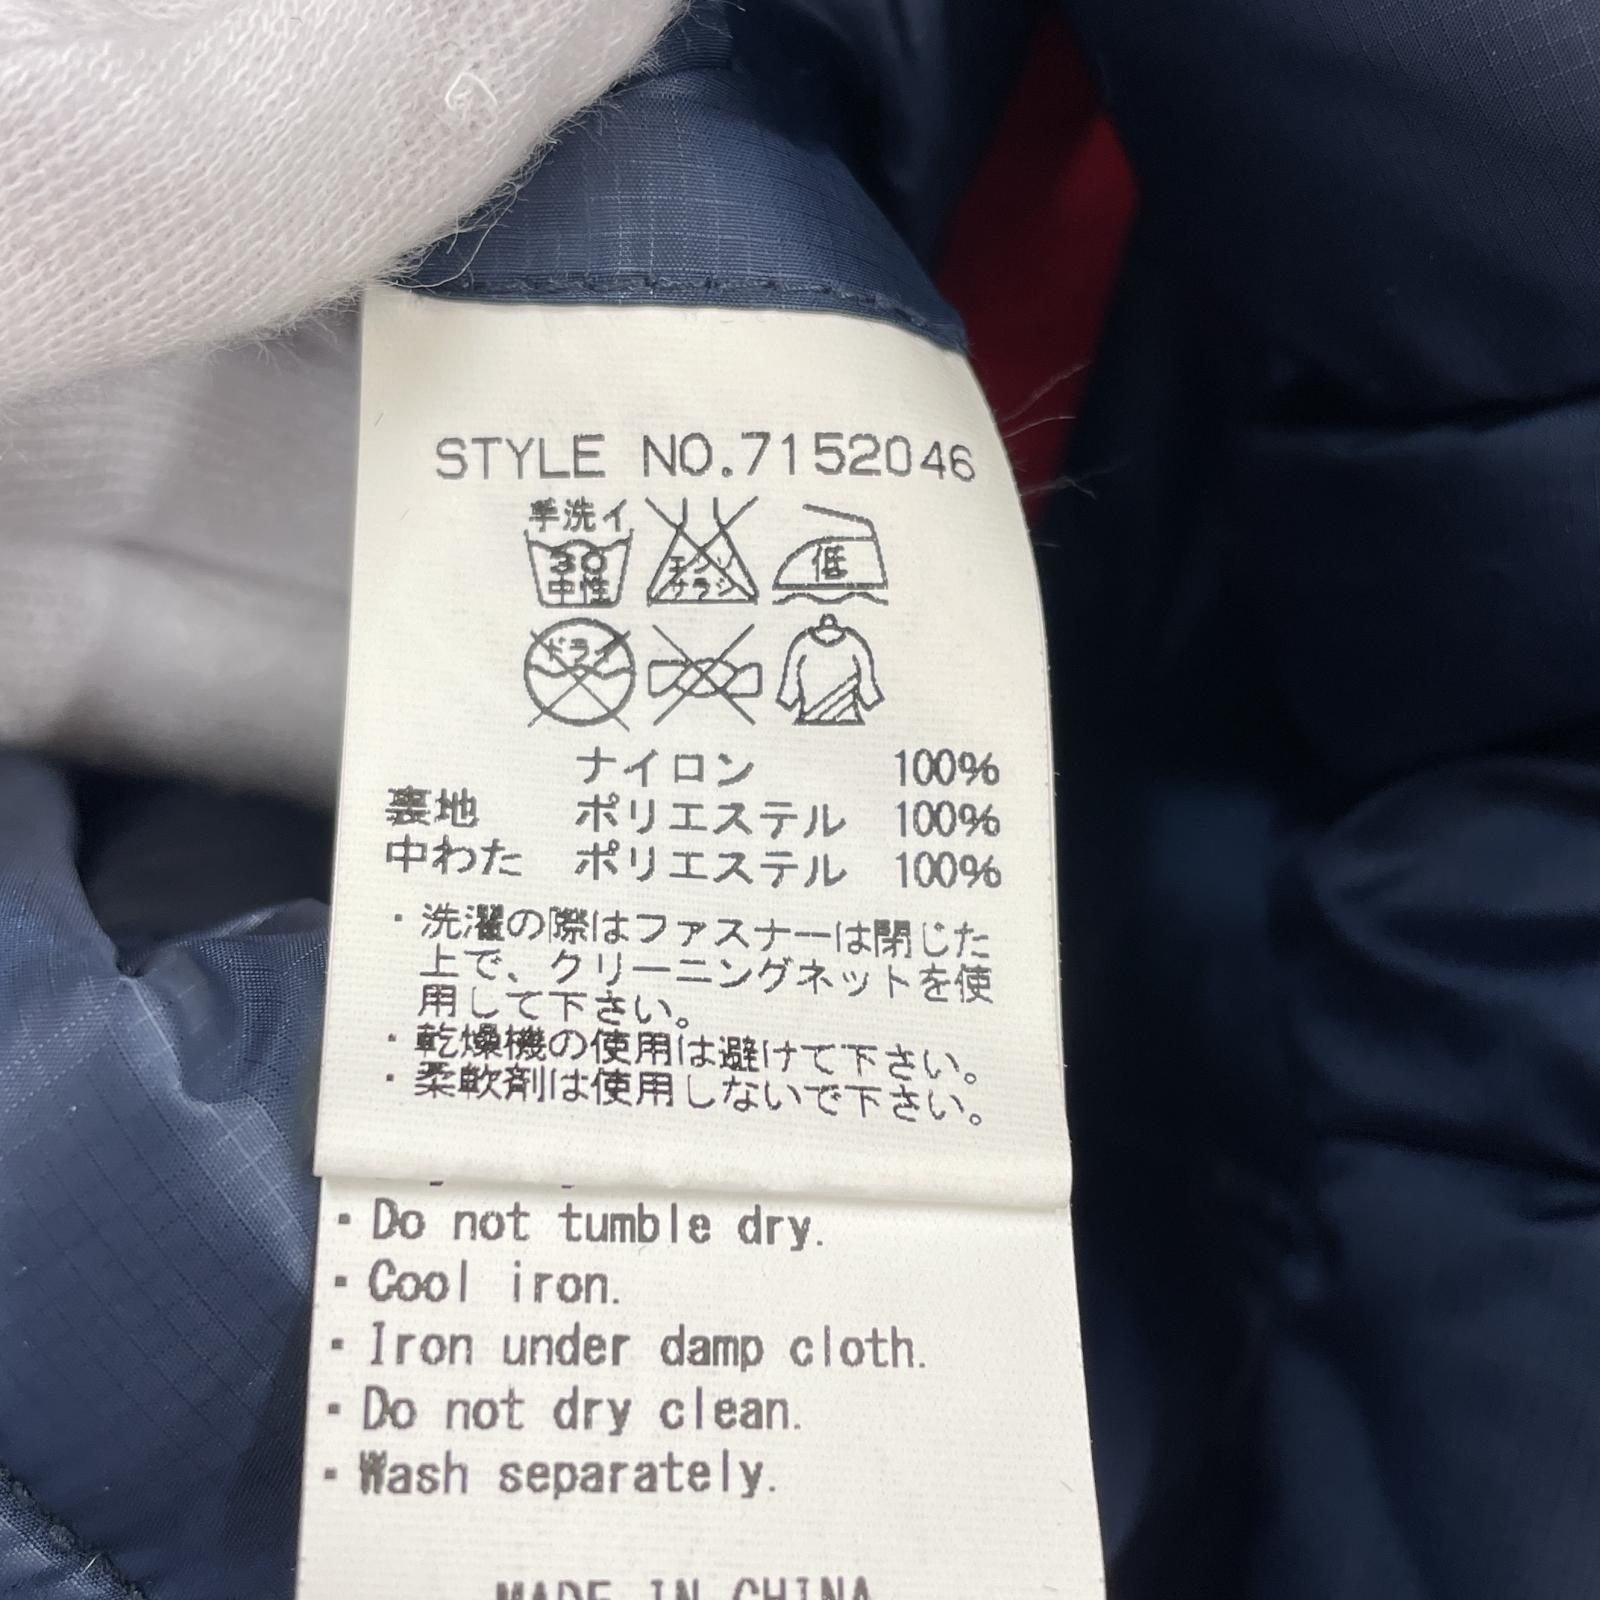 STYLE NO.7152046
手洗イ
30
中性
エンソ
サラシ
低
ドライ
ナイロン 100%
裏地 ポリエステル 100%
中わた ポリエステル 100%
・洗濯の際はファスナーは閉じた
上で、クリーニングネットを使
用して下さい。
・乾燥機の使用は避けて下さい。
・柔軟剤は使用しないで下さい。
・Do not tumble dry.
・Cool iron.
・Iron under damp cloth.
・Do not dry clean.
・Wash separately.
MADE IN CHINA